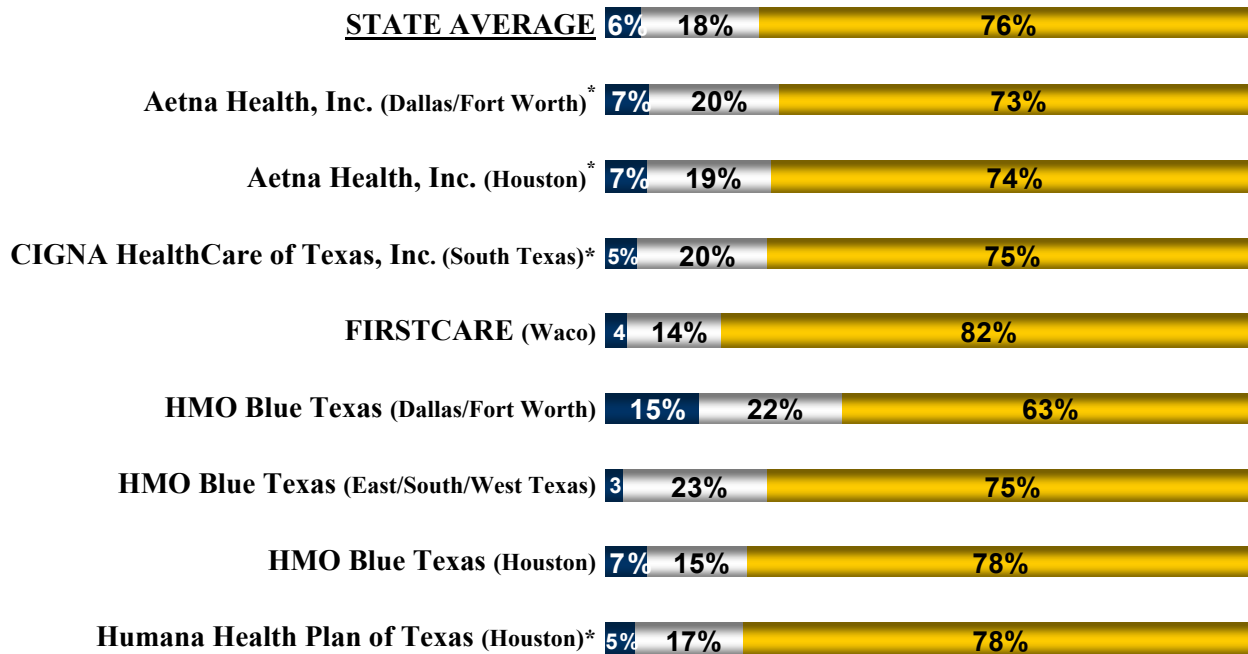 STATE AVERAGE 6% 18% 76%
Aetna Health, Inc. (Dallas/Fort Worth)* 7% 20% 73%
Aetna Health, Inc. (Houston)* 7% 19% 74%
CIGNA HealthCare of Texas, Inc. (South Texas)* 5% 20% 75%
FIRSTCARE (Waco) 4 14% 82%
HMO Blue Texas (Dallas/Fort Worth) 15% 22% 63%
HMO Blue Texas (East/South/West Texas) 3 23% 75%
HMO Blue Texas (Houston) 7% 15% 78%
Humana Health Plan of Texas (Houston)* 5% 17% 78%